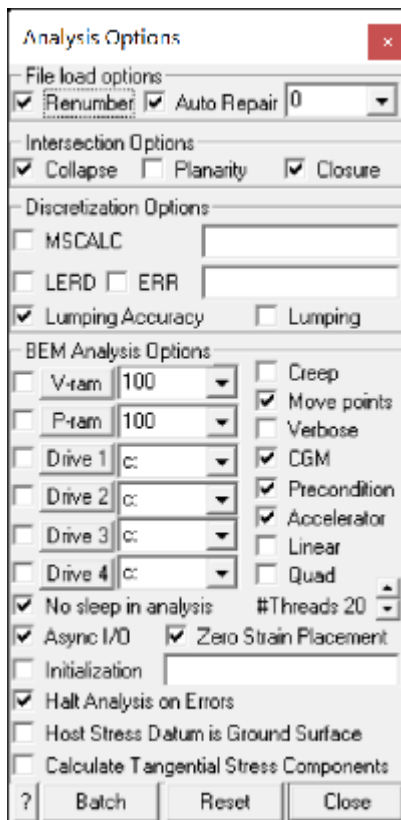 Analysis Options
×
File load options
Renumber Auto Repair 0
Intersection Options
Collapse Planarity Closure
Discretization Options
MSCALC
LERD ERR
Lumping Accuracy Lumping
BEM Analysis Options
V-ram 100 Creep
P-ram 100 Move points
Verbose
Drive 1 c: CGM
Drive 2 c: Precondition
Accelerator
Drive 3 c: Linear
Drive 4 c: Quad
No sleep in analysis #Threads 20
Async I/O Zero Strain Placement
Initialization
Halt Analysis on Errors
Host Stress Datum is Ground Surface
Calculate Tangential Stress Components
? Batch Reset Close